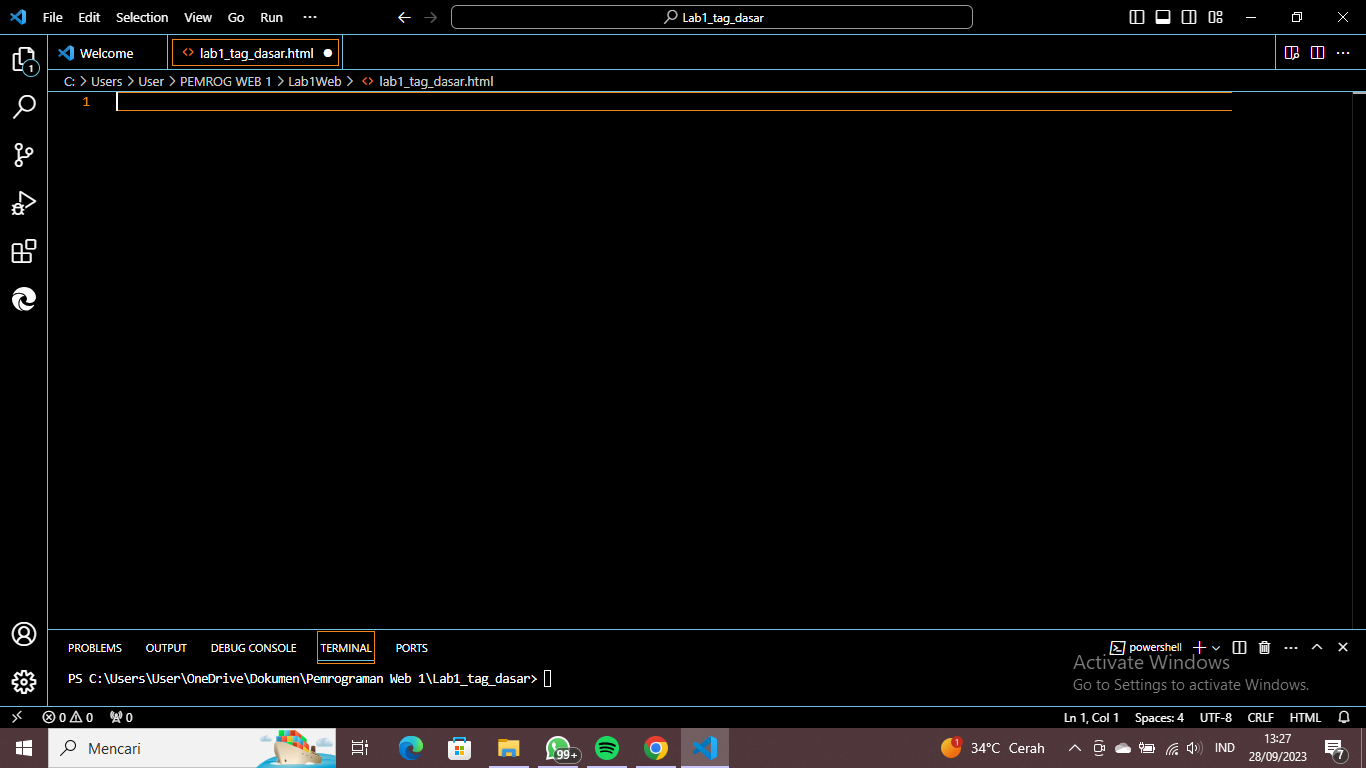 File Edit Selection View Go Run ··· Lab1_tag_dasar
Welcome lab1_tag_dasar.html
C: > Users > User > PEMROG WEB 1 > Lab1Web > lab1_tag_dasar.html
1
1
PROBLEMS OUTPUT DEBUG CONSOLE TERMINAL PORTS powershell
Activate Windows
PS C:\Users\User\OneDrive\Dokumen\Pemrograman Web 1\Lab1_tag_dasar>
Go to Settings to activate Windows.
0 0 0 Ln 1, Col 1 Spaces: 4 UTF-8 CRLF HTML
Mencari 99+ 1 34°C Cerah IND 13:27
28/09/2023 7